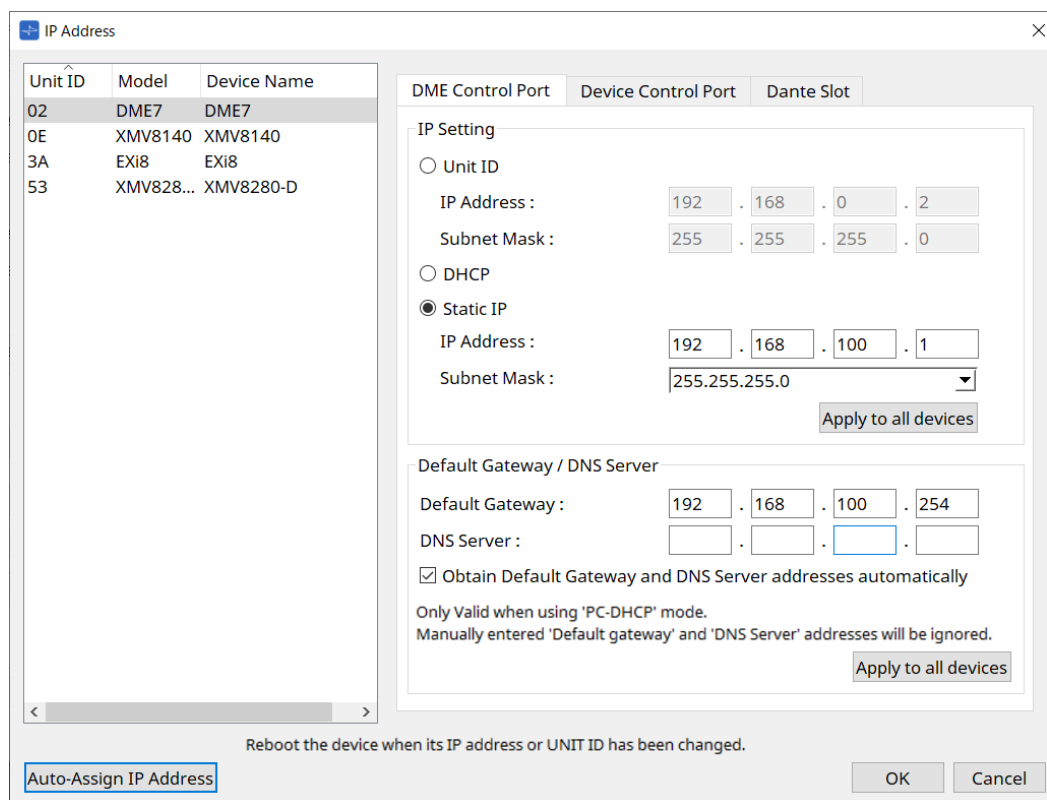 IP Address
Unit ID Model Device Name
02 DME7 DME7
0E XMV8140 XMV8140
3A EXi8 EXi8
53 XMV828... XMV8280-D
DME Control Port Device Control Port Dante Slot
IP Setting
Unit ID
IP Address : 192 . 168 . 0 . 2
Subnet Mask : 255 . 255 . 255 . 0
DHCP
Static IP
IP Address : 192 . 168 . 100 . 1
Subnet Mask : 255.255.255.0
Apply to all devices
Default Gateway / DNS Server
Default Gateway : 192 . 168 . 100 . 254
DNS Server : . . .
Obtain Default Gateway and DNS Server addresses automatically
Only Valid when using 'PC-DHCP' mode.
Manually entered 'Default gateway' and 'DNS Server' addresses will be ignored.
Apply to all devices
Reboot the device when its IP address or UNIT ID has been changed.
Auto-Assign IP Address OK Cancel